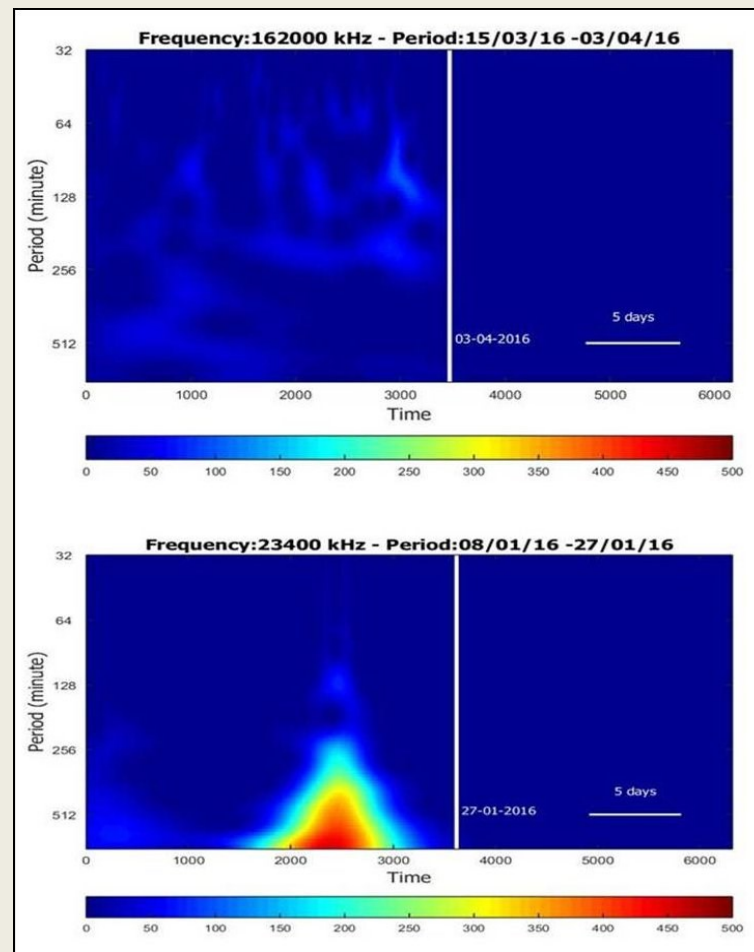 Frequency:162000 kHz - Period:15/03/16 -03/04/16
32
64
128
256
512
Period (minute)
5 days
03-04-2016
0 1000 2000 3000 4000 5000 6000
Time
0 50 100 150 200 250 300 350 400 450 500
Frequency:23400 kHz - Period:08/01/16 -27/01/16
32
64
128
256
512
Period (minute)
5 days
27-01-2016
0 1000 2000 3000 4000 5000 6000
Time
0 50 100 150 200 250 300 350 400 450 500